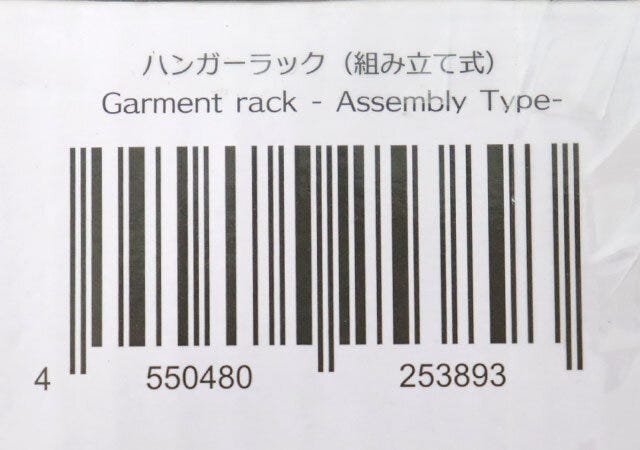 ハンガーラック（組み立て式）
Garment rack - Assembly Type-
4 550480 253893